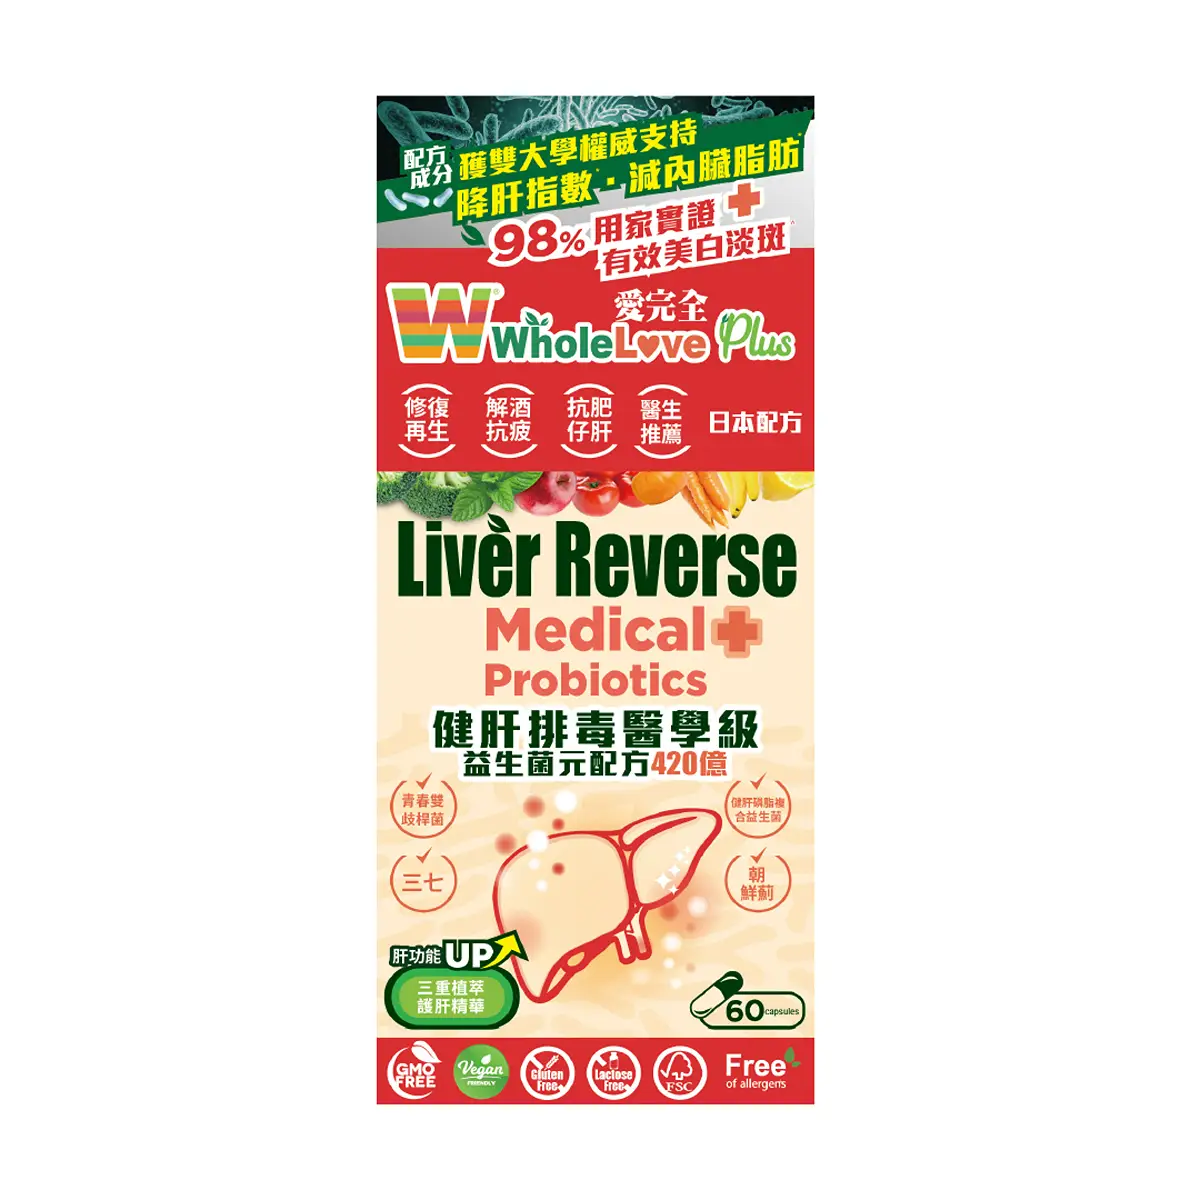 配方
成分
獲雙大學權威支持
降肝指數*·減內臟脂肪*
98% 用家實證
有效美白淡斑^
W®
愛完全
WholeLove Plus
修復
再生
解酒
抗疲
抗肥
仔肝
醫生
推薦
日本配方
Liver Reverse
Medical
Probiotics
健肝排毒醫學級
益生菌元配方420億
青春雙
歧桿菌
健肝磷脂複
合益生菌
三七
朝
鮮薊
肝功能UP
三重植萃
護肝精華
60 capsules
GMO
FREE
Vegan
FRIENDLY
Gluten
Free
Lactose
Free
FSC
Free
of allergens